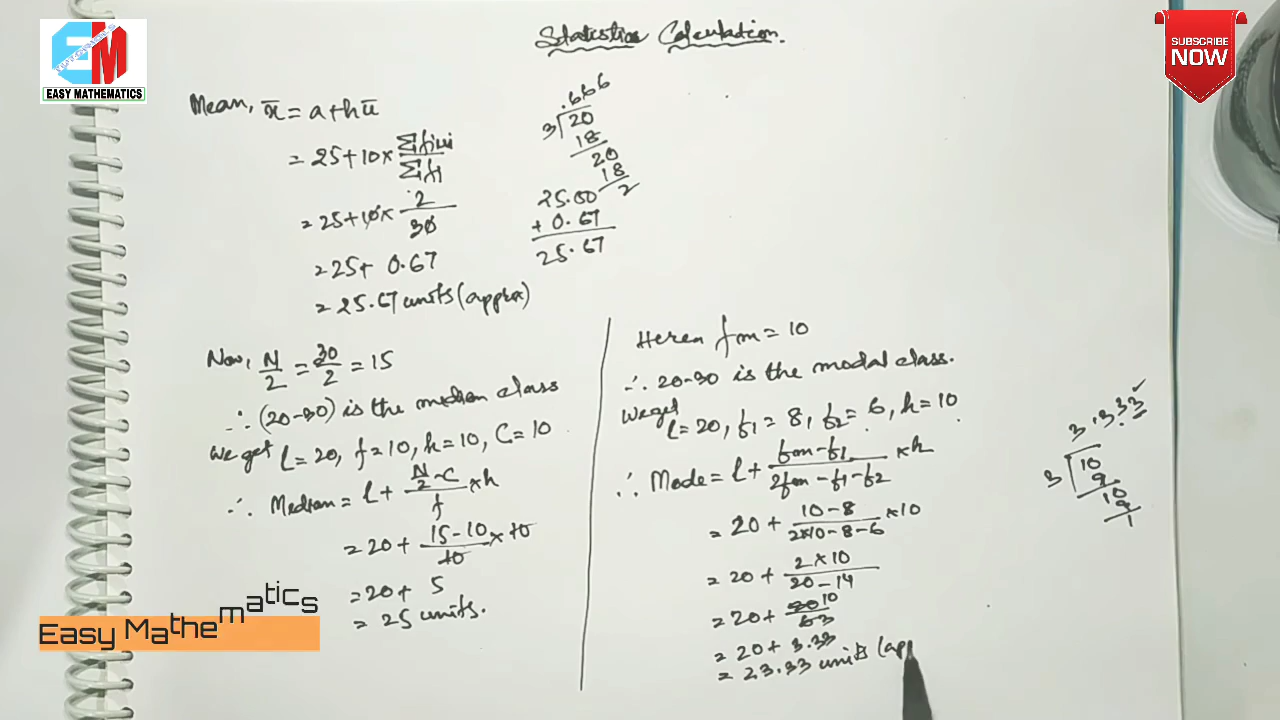 EM
EASY MATHEMATICS
SUBSCRIBE
NOW
Statistics Calculation.
Mean, x̄ = a + hū
= 25 + 10 × Σfiui / Σfi
= 25 + 10 × 2/30
= 25 + 0.67
= 25.67 units (approx)
.666
3 20
18
20
18
2
25.00
+ 0.67
25.67
Now, N/2 = 30/2 = 15
∴ (20-30) is the median class
We get l = 20, f = 10, h = 10, C = 10
∴ Median = l + (N/2 - C)/f × h
= 20 + (15 - 10)/10 × 10
= 20 + 5
= 25 units.
Here, fm = 10
∴ 20-30 is the modal class.
We get l = 20, f1 = 8, f2 = 6, h = 10
∴ Mode = l + (fm - f1)/(2fm - f1 - f2) × h
= 20 + (10 - 8)/(2×10 - 8 - 6) × 10
= 20 + (2 × 10)/(20 - 14)
= 20 + 20 10/6 3
= 20 + 3.33
= 23.33 units (ap
3.333
3 10
9
10
9
1
Easy Mathematics